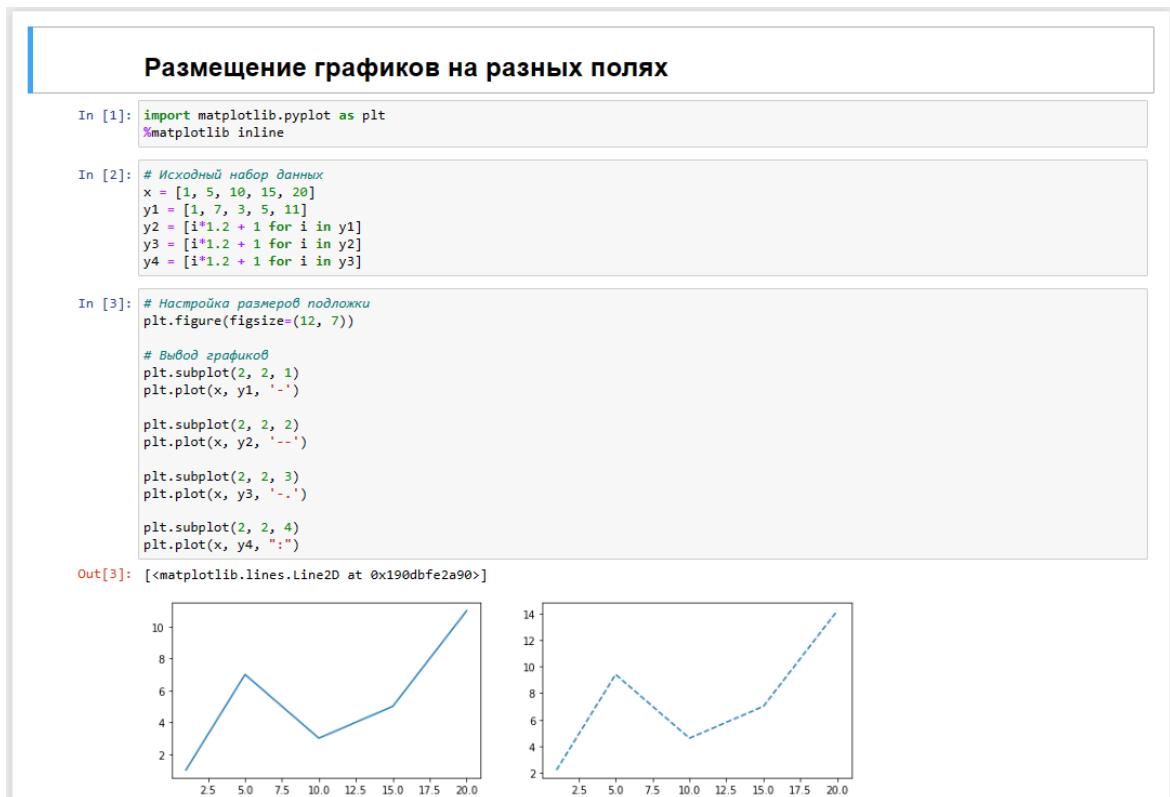 Размещение графиков на разных полях
In [1]: import matplotlib.pyplot as plt
%matplotlib inline
In [2]: # Исходный набор данных
x = [1, 5, 10, 15, 20]
y1 = [1, 7, 3, 5, 11]
y2 = [i*1.2 + 1 for i in y1]
y3 = [i*1.2 + 1 for i in y2]
y4 = [i*1.2 + 1 for i in y3]
In [3]: # Настройка размеров подложки
plt.figure(figsize=(12, 7))
# Вывод графиков
plt.subplot(2, 2, 1)
plt.plot(x, y1, '-')
plt.subplot(2, 2, 2)
plt.plot(x, y2, '--')
plt.subplot(2, 2, 3)
plt.plot(x, y3, '-.')
plt.subplot(2, 2, 4)
plt.plot(x, y4, ":")
Out[3]: [<matplotlib.lines.Line2D at 0x190dbfe2a90>]
10
8
6
4
2
2.5 5.0 7.5 10.0 12.5 15.0 17.5 20.0
14
12
10
8
6
4
2
2.5 5.0 7.5 10.0 12.5 15.0 17.5 20.0